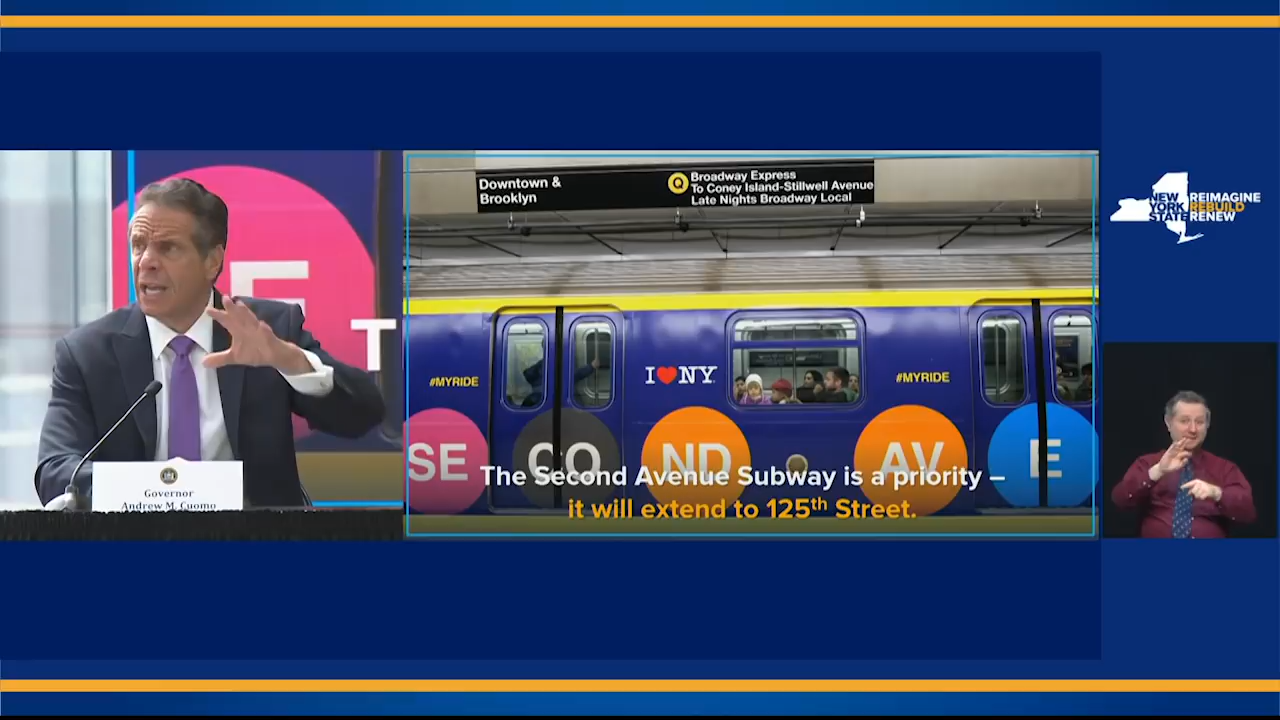 Downtown &
Brooklyn
Q
Broadway Express
To Coney Island-Stillwell Avenue
Late Nights Broadway Local
NEW
YORK
STATE
REIMAGINE
REBUILD
RENEW
E
T
#MYRIDE
I NY
#MYRIDE
SE CO ND AV E
The Second Avenue Subway is a priority –
it will extend to 125th Street.
Governor
Andrew M. Cuomo